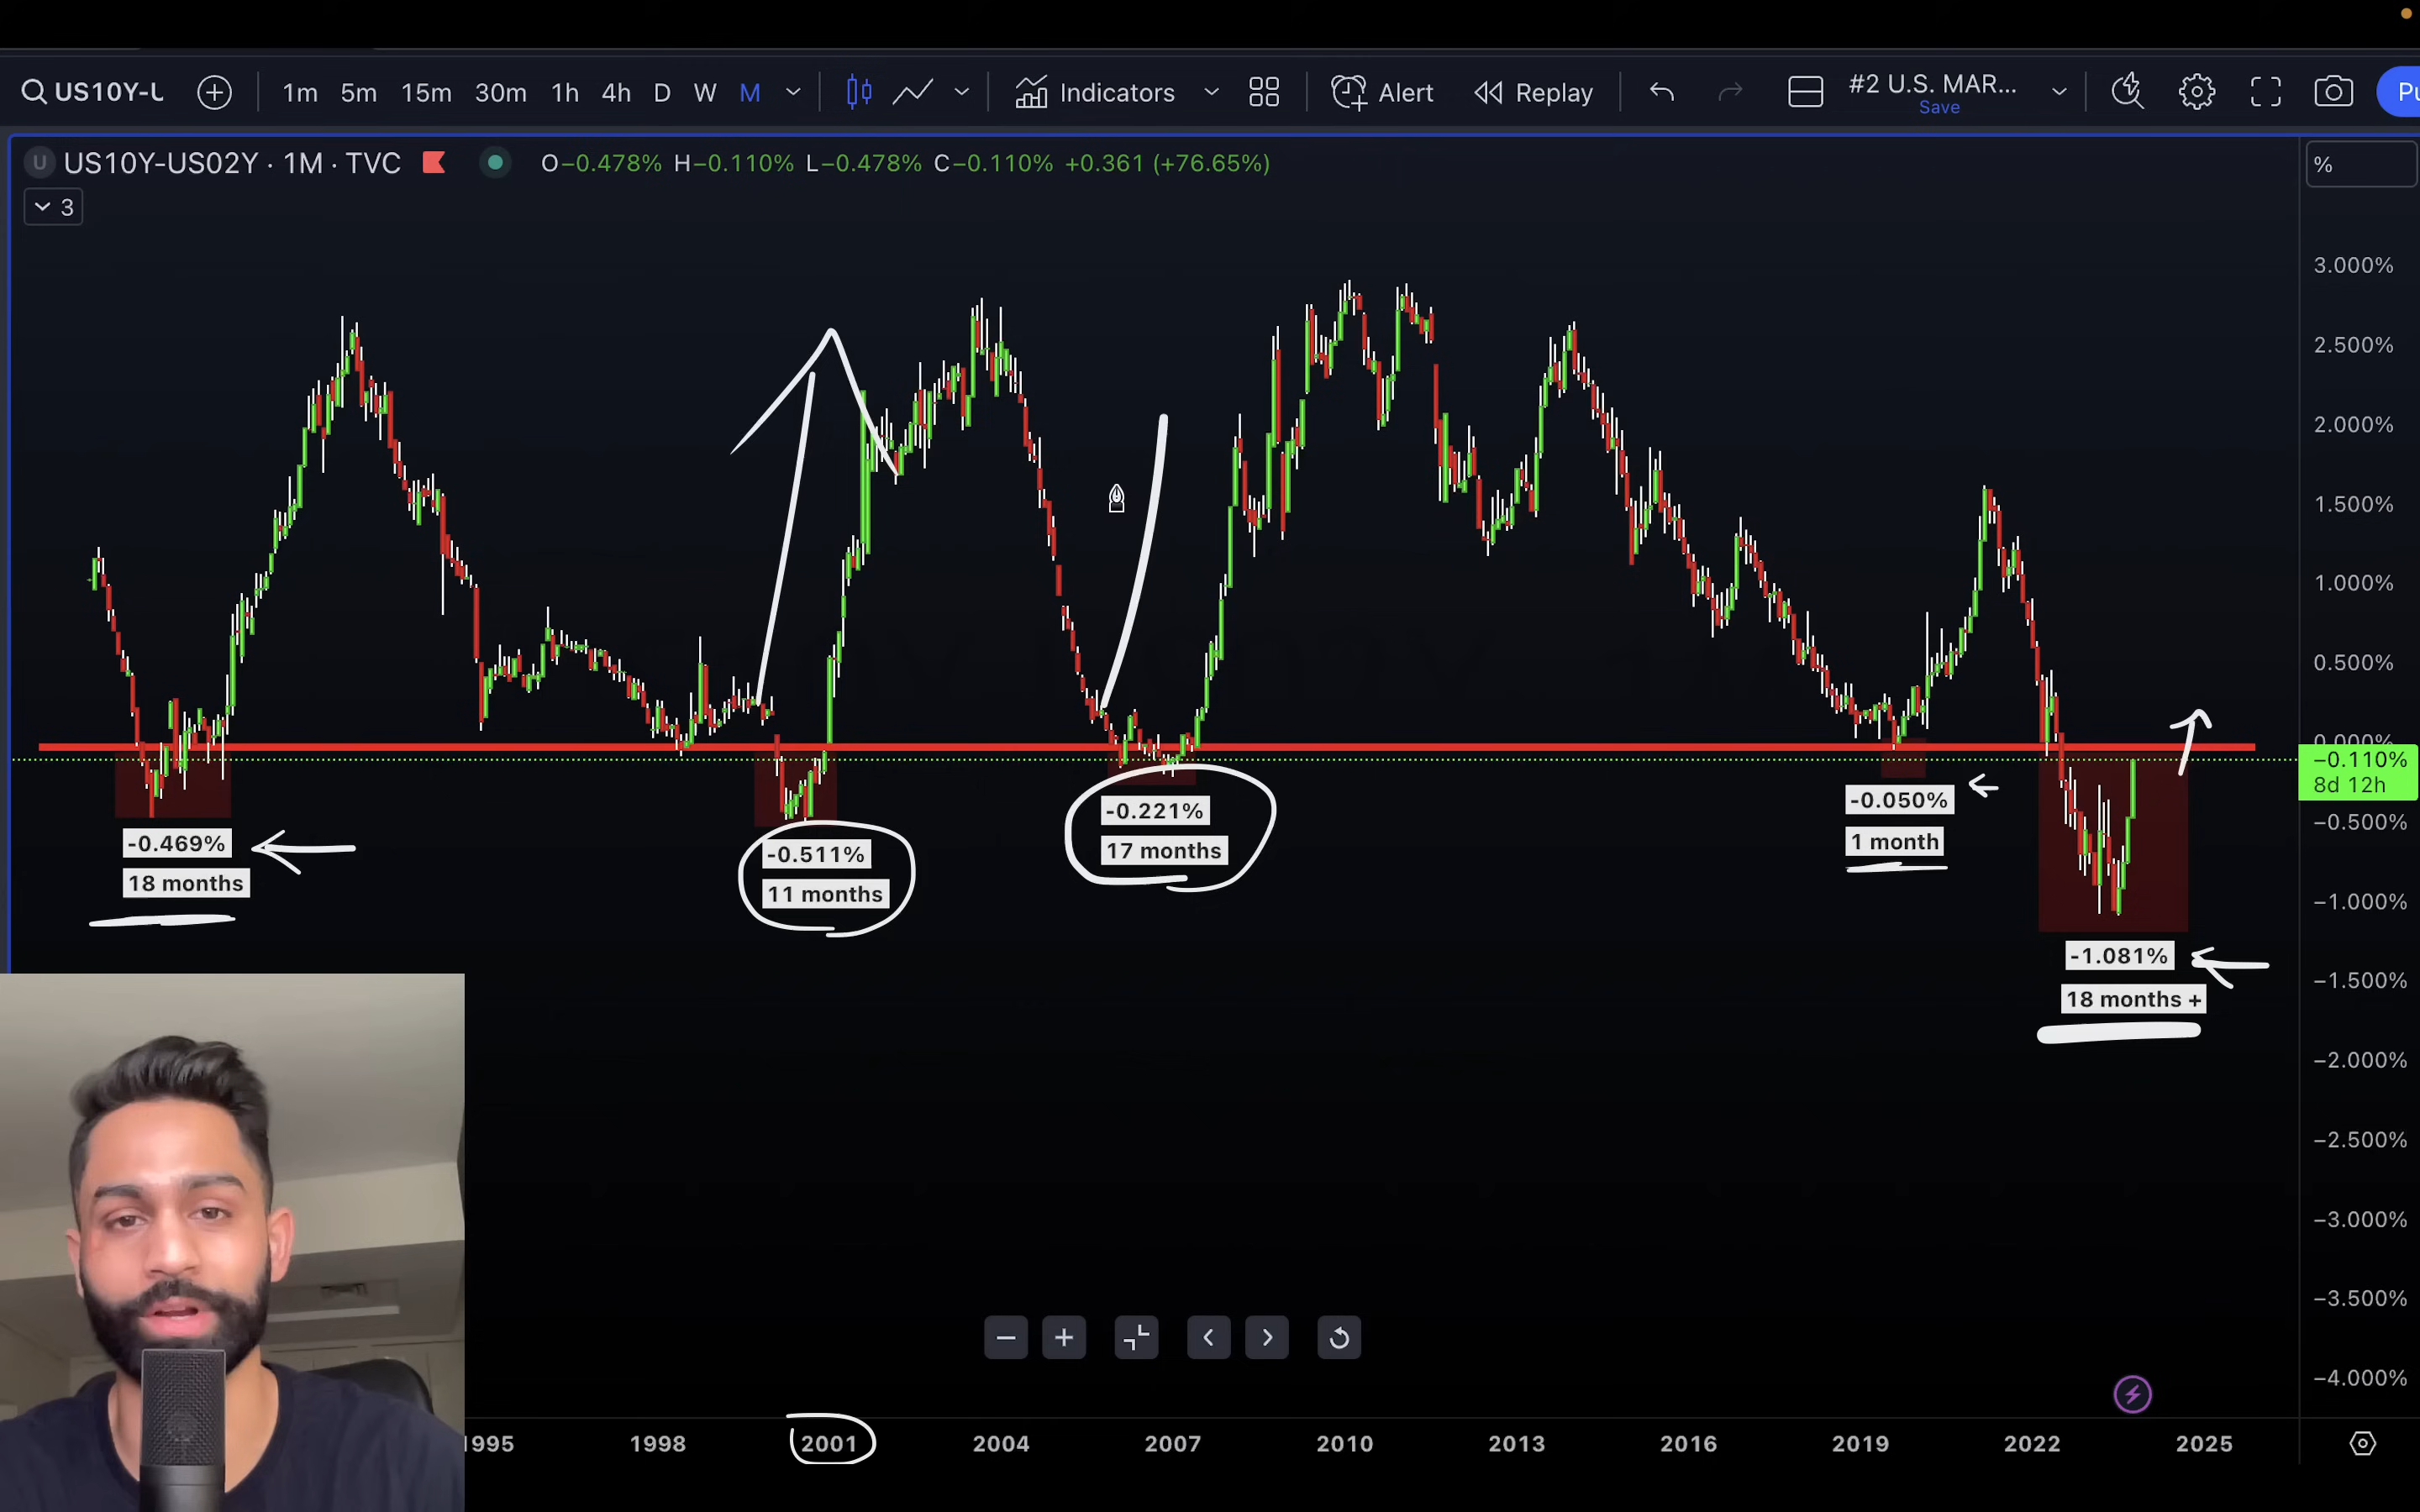 US10Y-U 1m 5m 15m 30m 1h 4h D W M Indicators Alert Replay #2 U.S. MAR... Pu
Save
U US10Y-US02Y · 1M · TVC O−0.478% H−0.110% L−0.478% C−0.110% +0.361 (+76.65%) %
3
3.000%
2.500%
2.000%
1.500%
1.000%
0.500%
0.000%
−0.110%
8d 12h
−0.500%
−1.000%
−1.500%
−2.000%
−2.500%
−3.000%
−3.500%
−4.000%
-0.469%
18 months
-0.511%
11 months
-0.221%
17 months
-0.050%
1 month
-1.081%
18 months +
1995 1998 2001 2004 2007 2010 2013 2016 2019 2022 2025